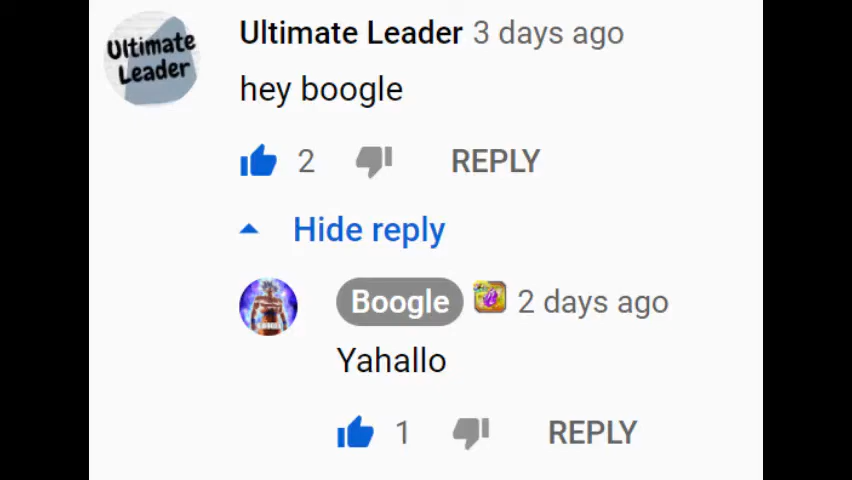 Ultimate Leader
Ultimate Leader 3 days ago
hey boogle
2 REPLY
Hide reply
Boogle 2 days ago
Yahallo
1 REPLY